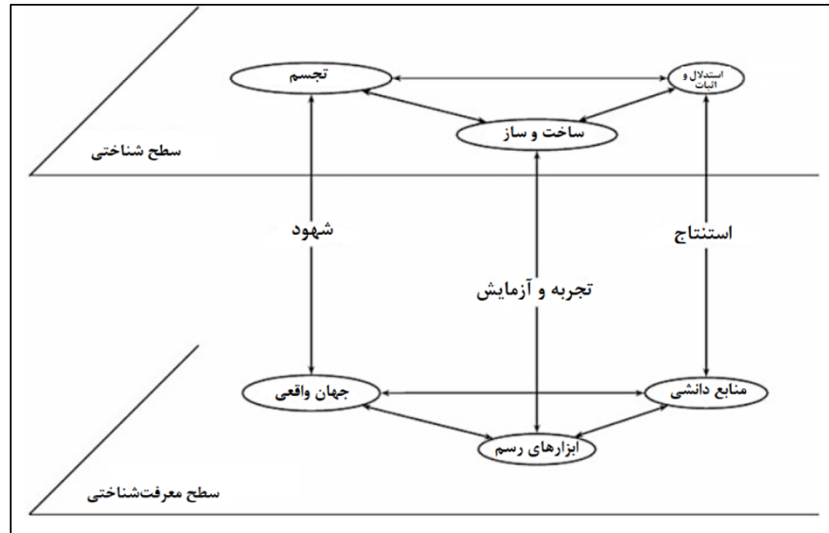 تجسم
استدلال و
اثبات
ساخت و ساز
سطح شناختی
شهود
استنتاج
تجربه و آزمایش
جهان واقعی
منابع دانشی
ابزارهای رسم
سطح معرفت‌شناختی